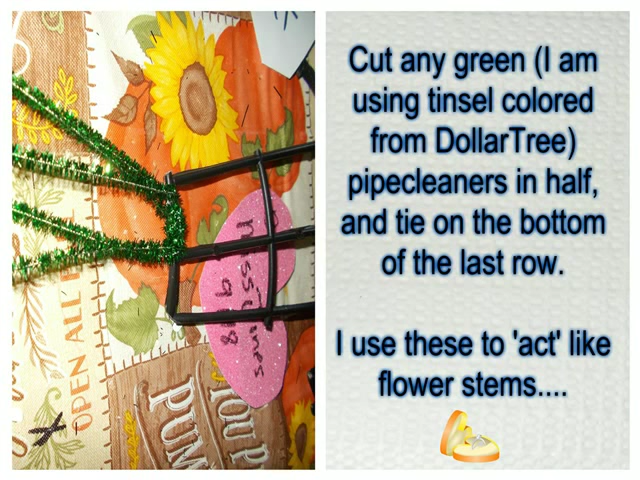 Cut any green (I am
using tinsel colored
from DollarTree)
pipecleaners in half,
and tie on the bottom
of the last row.
I use these to 'act' like
flower stems....
OPEN ALL
YOU P
PUM